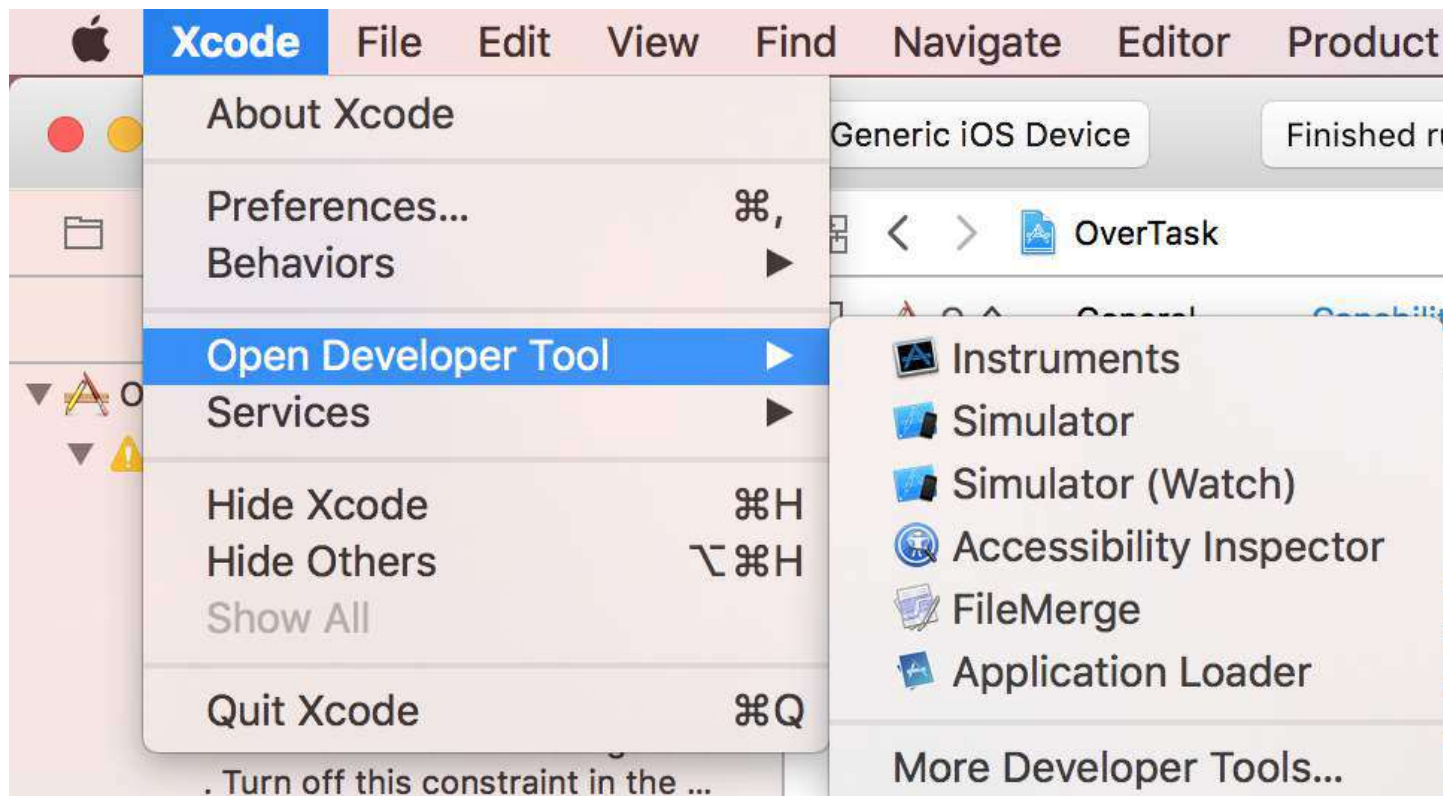 Xcode File Edit View Find Navigate Editor Product
About Xcode
Generic iOS Device
Finished
Preferences... ⌘,
OverTask
Behaviors
General
Open Developer Tool
Instruments
Services
Simulator
Simulator (Watch)
Hide Xcode ⌘H
Accessibility Inspector
Hide Others ⌥⌘H
FileMerge
Show All
Application Loader
Quit Xcode ⌘Q
More Developer Tools...
. Turn off this constraint in the ...